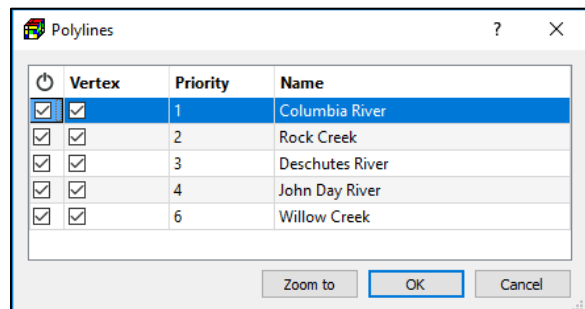 Polylines ?
Vertex Priority Name
1 Columbia River
2 Rock Creek
3 Deschutes River
4 John Day River
6 Willow Creek
Zoom to OK Cancel